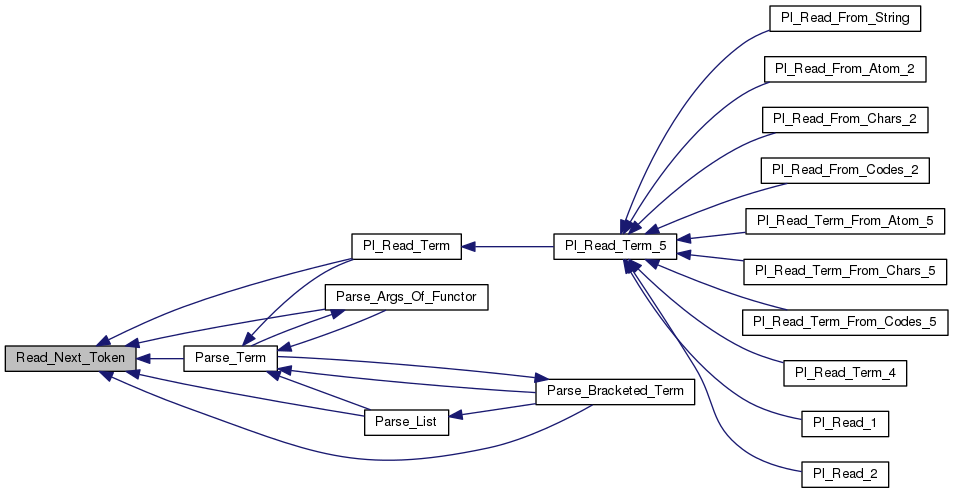 Pl_Read_From_String
Pl_Read_From_Atom_2
Pl_Read_From_Chars_2
Pl_Read_From_Codes_2
Pl_Read_Term_From_Atom_5
Pl_Read_Term
Pl_Read_Term_5
Pl_Read_Term_From_Chars_5
Parse_Args_Of_Functor
Pl_Read_Term_From_Codes_5
Read_Next_Token
Parse_Term
Pl_Read_Term_4
Parse_Bracketed_Term
Parse_List
Pl_Read_1
Pl_Read_2